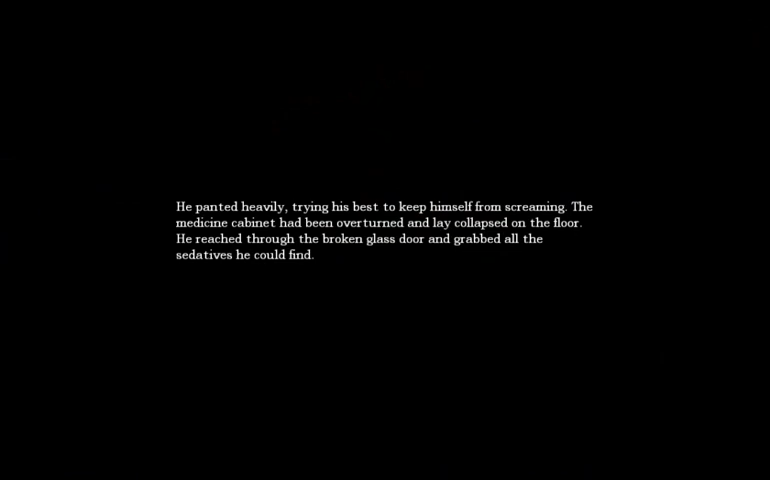 He panted heavily, trying his best to keep himself from screaming. The
medicine cabinet had been overturned and lay collapsed on the floor.
He reached through the broken glass door and grabbed all the
sedatives he could find.